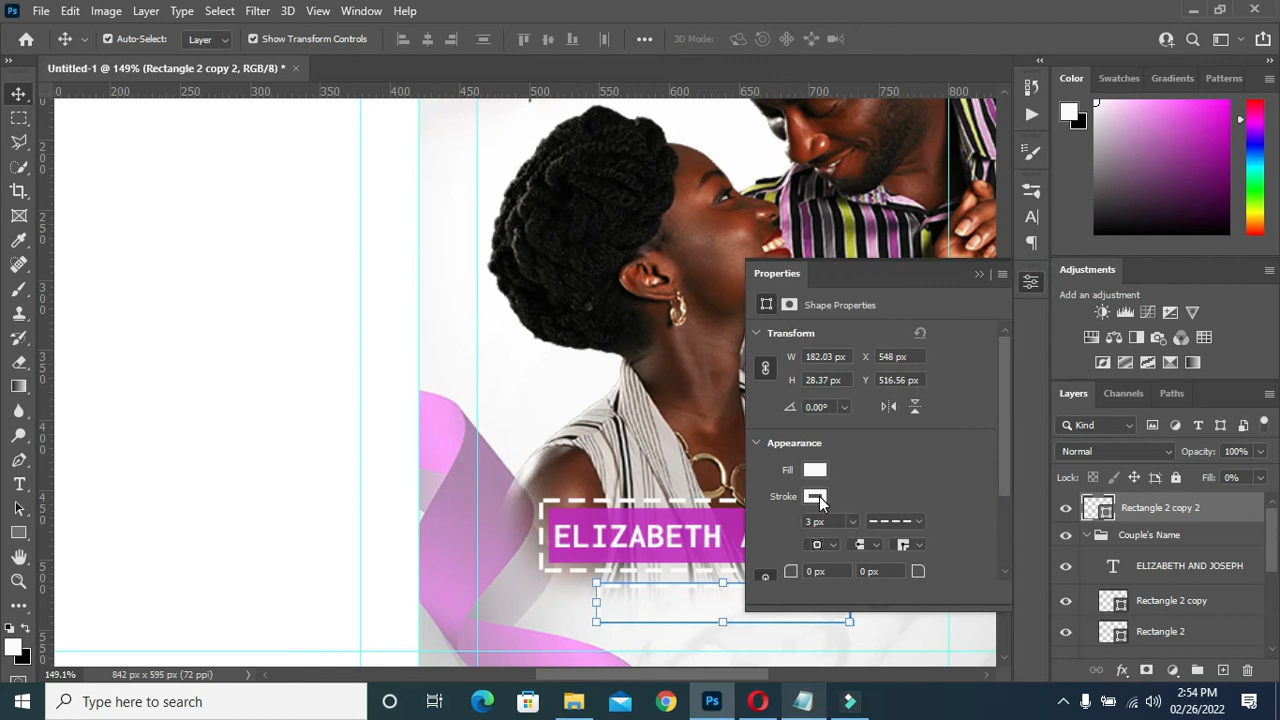 Ps File Edit Image Layer Type Select Filter 3D View Window Help
Auto-Select: Layer Show Transform Controls 3D Mode:
Untitled-1 @ 149% (Rectangle 2 copy 2, RGB/8) *
50 100 150 200 250 300 350 400 450 500 550 600 650 700 750 800
ELIZABETH
Properties
Shape Properties
Transform
W 182.03 px X 548 px
H 28.37 px Y 516.56 px
0.00°
Appearance
Fill
Stroke
3 px
0 px 0 px
Color Swatches Gradients Patterns
Adjustments
Add an adjustment
Layers Channels Paths
Kind
Normal Opacity: 100%
Lock: Fill: 0%
Rectangle 2 copy 2
Couple's Name
ELIZABETH AND JOSEPH
Rectangle 2 copy
Rectangle 2
149.1% 842 px x 595 px (72 ppi)
Type here to search
2:54 PM
02/26/2022